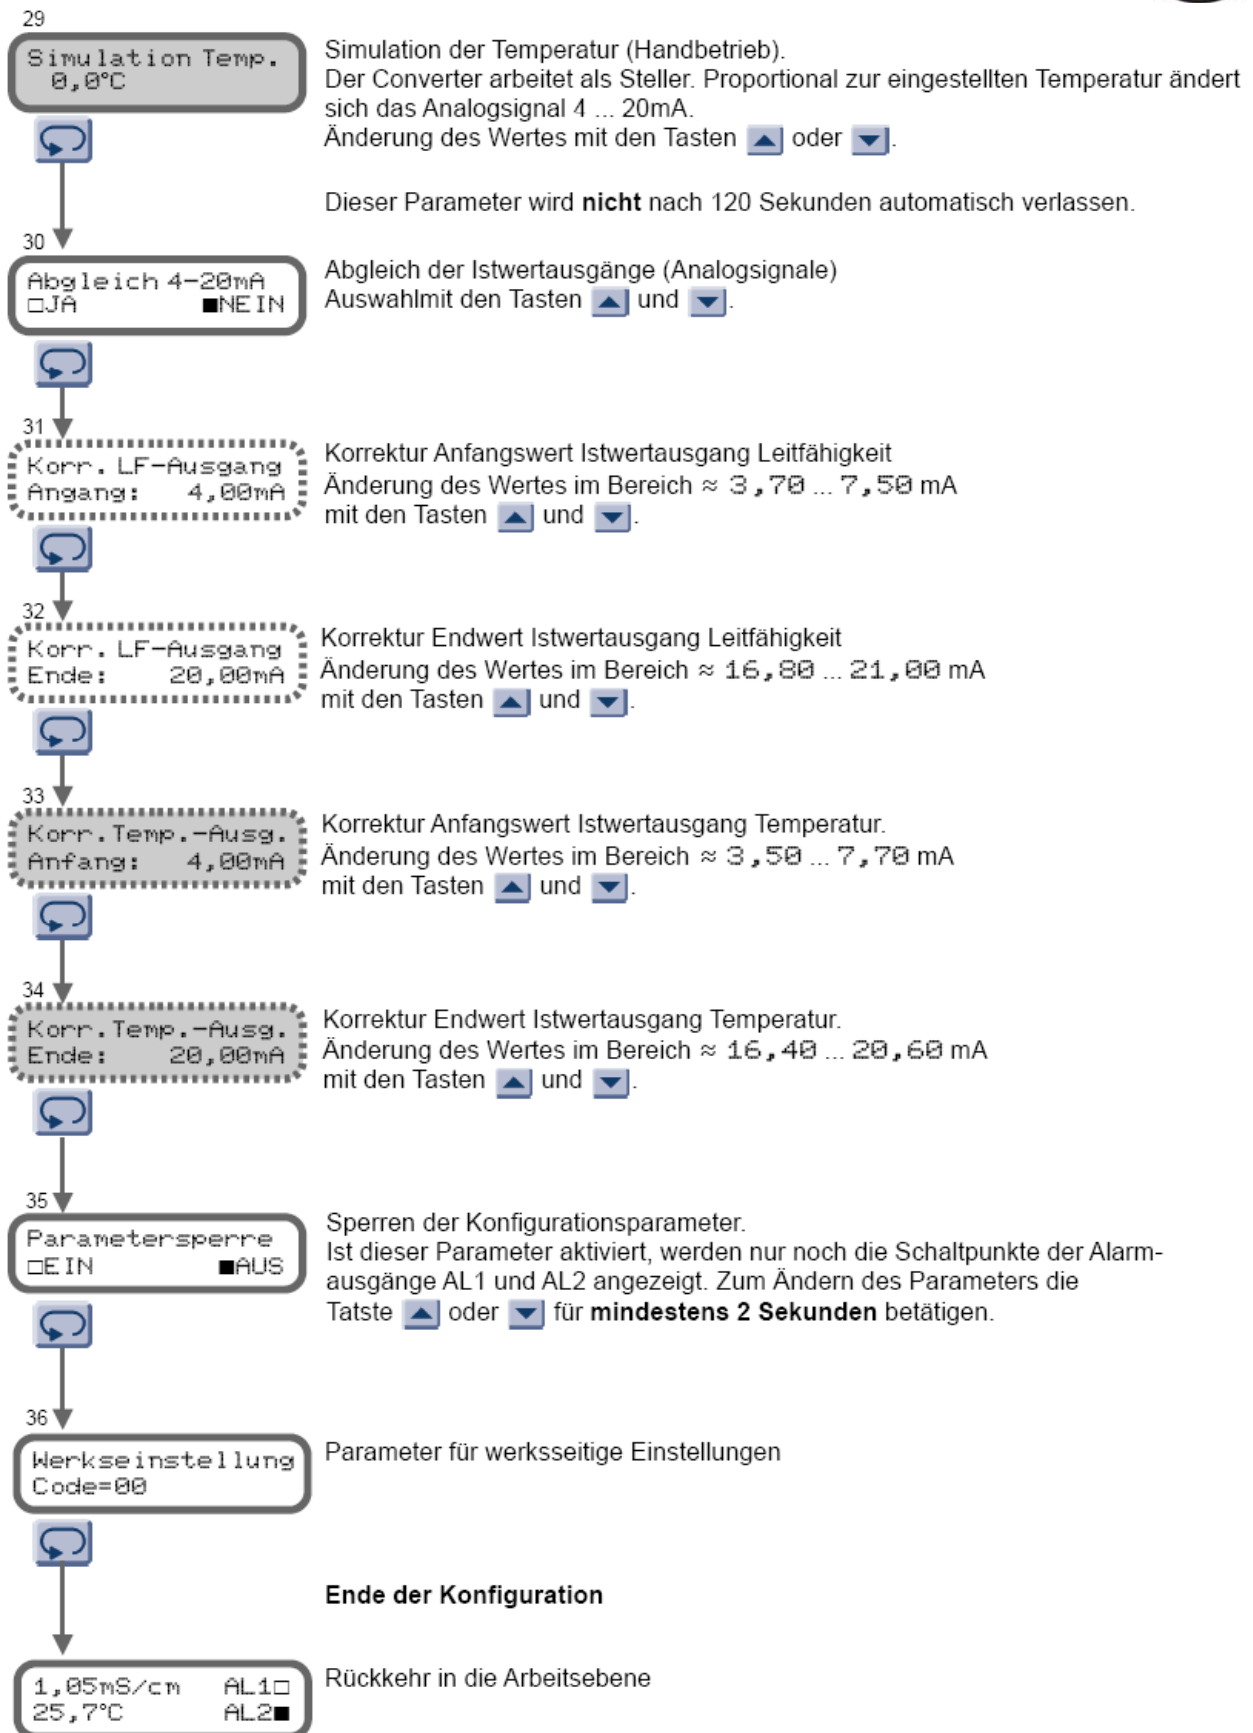 29
Simulation Temp.
0,0°C
Simulation der Temperatur (Handbetrieb).
Der Converter arbeitet als Steller. Proportional zur eingestellten Temperatur ändert
sich das Analogsignal 4 ... 20mA.
Änderung des Wertes mit den Tasten oder .
Dieser Parameter wird nicht nach 120 Sekunden automatisch verlassen.
30
Abgleich 4-20mA
□JA ■NEIN
Abgleich der Istwertausgänge (Analogsignale)
Auswahlmit den Tasten und .
31
Korr. LF-Ausgang
Angang: 4,00mA
Korrektur Anfangswert Istwertausgang Leitfähigkeit
Änderung des Wertes im Bereich ≈ 3,70 ... 7,50 mA
mit den Tasten und .
32
Korr. LF-Ausgang
Ende: 20,00mA
Korrektur Endwert Istwertausgang Leitfähigkeit
Änderung des Wertes im Bereich ≈ 16,80 ... 21,00 mA
mit den Tasten und .
33
Korr.Temp.-Ausg.
Anfang: 4,00mA
Korrektur Anfangswert Istwertausgang Temperatur.
Änderung des Wertes im Bereich ≈ 3,50 ... 7,70 mA
mit den Tasten und .
34
Korr.Temp.-Ausg.
Ende: 20,00mA
Korrektur Endwert Istwertausgang Temperatur.
Änderung des Wertes im Bereich ≈ 16,40 ... 20,60 mA
mit den Tasten und .
35
Parametersperre
□EIN ■AUS
Sperren der Konfigurationsparameter.
Ist dieser Parameter aktiviert, werden nur noch die Schaltpunkte der Alarm-
ausgänge AL1 und AL2 angezeigt. Zum Ändern des Parameters die
Tatste oder für mindestens 2 Sekunden betätigen.
36
Werkseinstellung
Code=00
Parameter für werksseitige Einstellungen
Ende der Konfiguration
1,05mS/cm AL1□
25,7°C AL2■
Rückkehr in die Arbeitsebene